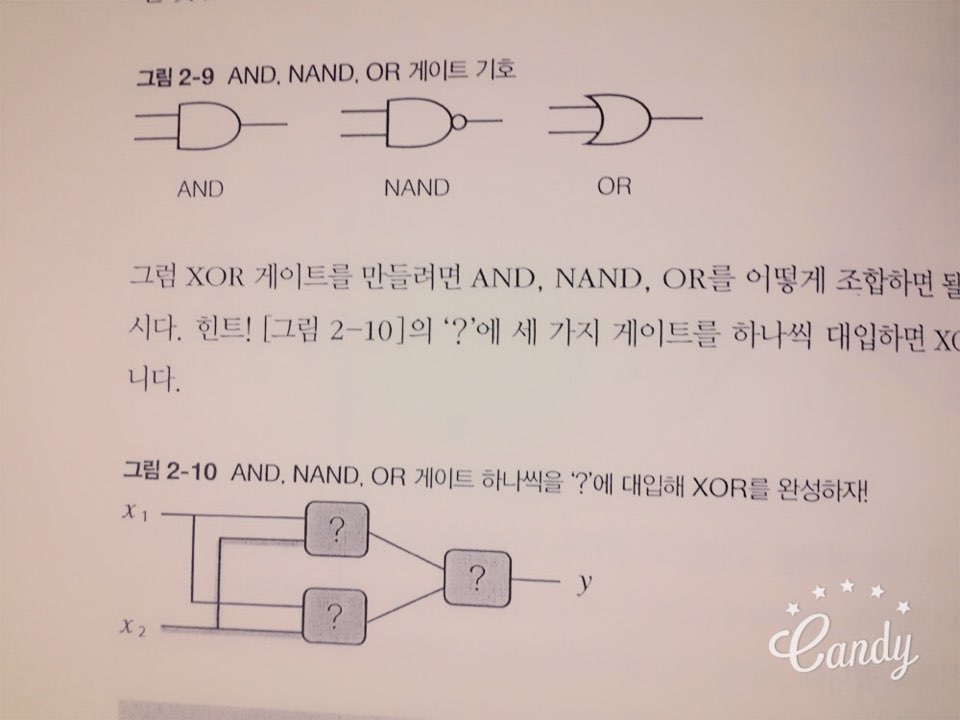 그림 2-9 AND, NAND, OR 게이트 기호
AND NAND OR
그럼 XOR 게이트를 만들려면 AND, NAND, OR를 어떻게 조합하면 될
시다. 힌트! [그림 2-10]의 ‘?’에 세 가지 게이트를 하나씩 대입하면
니다.
그림 2-10 AND, NAND, OR 게이트 하나씩을 ‘?’에 대입해 XOR를 완성하자!
x1
?
? y
?
x2
Candy